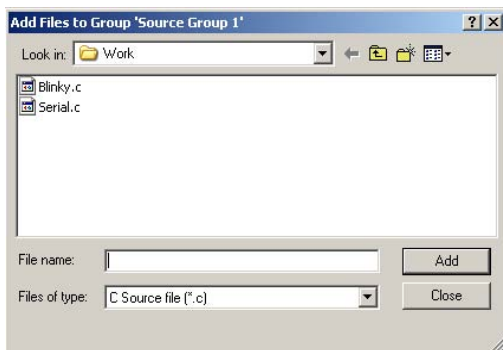 Add Files to Group 'Source Group 1'
Look in: Work
Blinky.c
Serial.c
File name: Add
Files of type: C Source file (*.c) Close